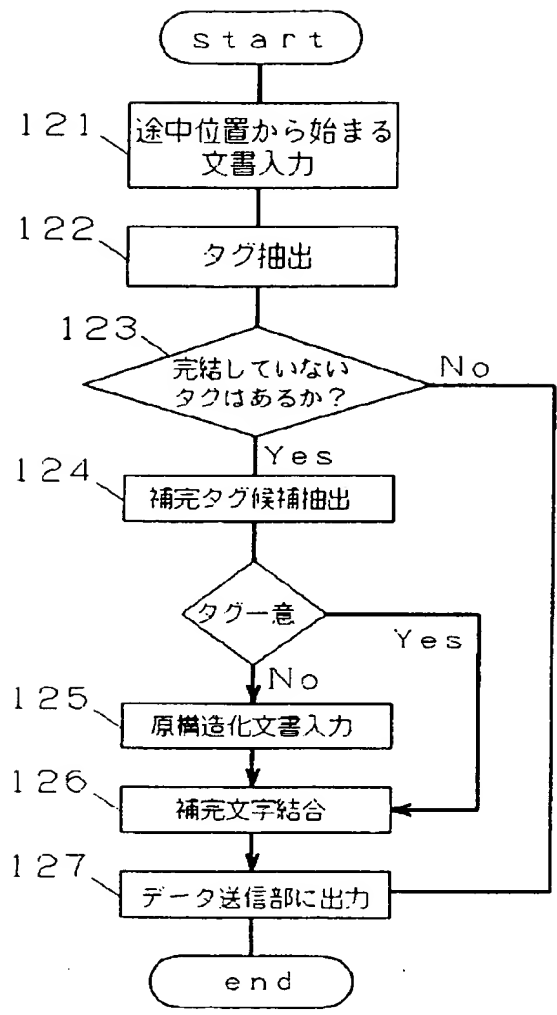 start
121
途中位置から始まる
文書入力
122
タグ抽出
123
完結していない
タグはあるか？
No
Yes
124
補完タグ候補抽出
タグ一意
Yes
No
125
原構造化文書入力
126
補完文字結合
127
データ送信部に出力
end